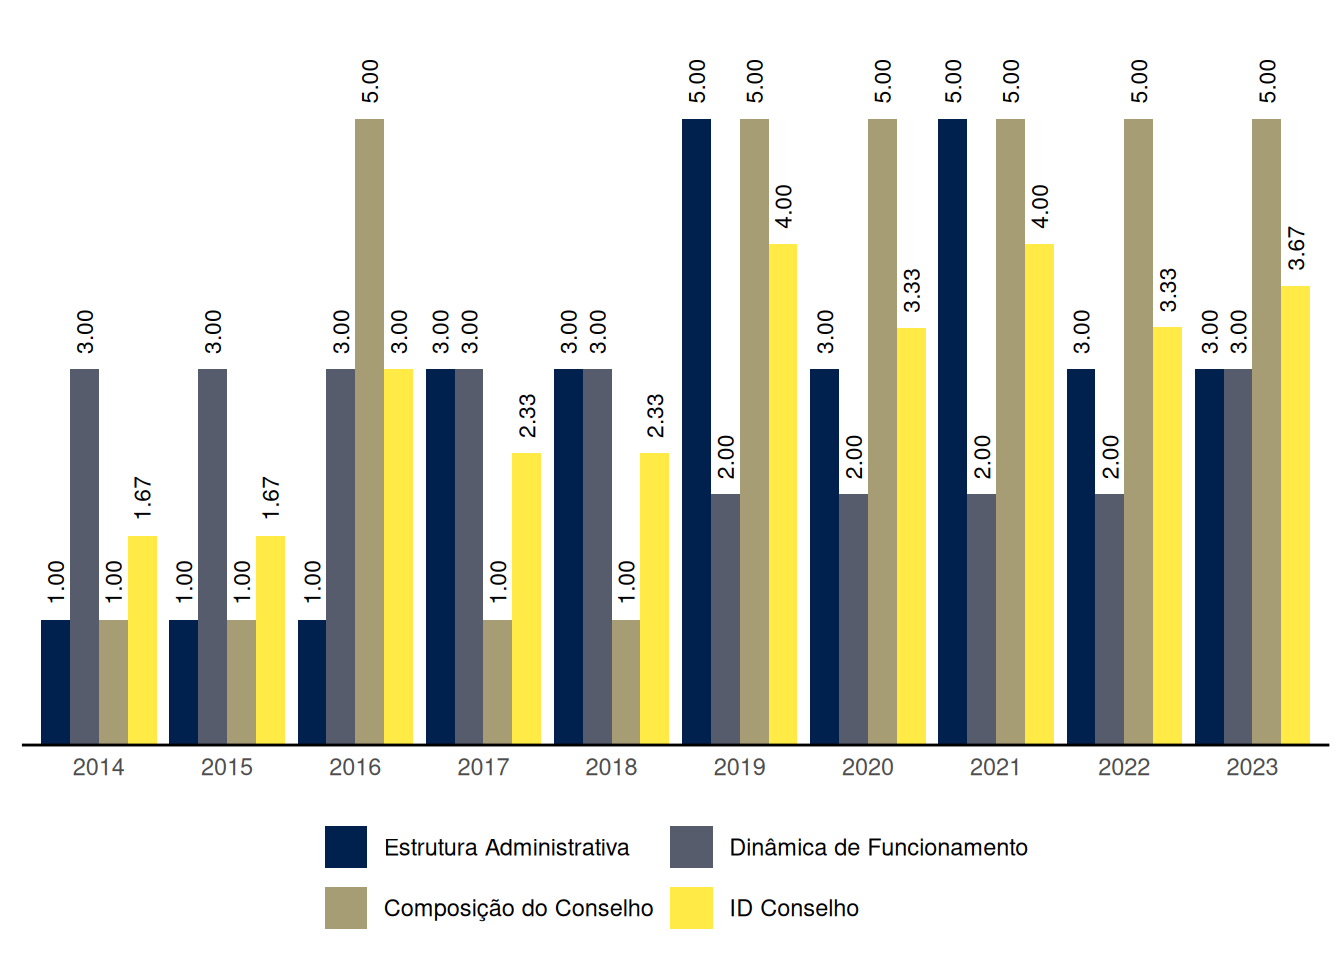 1.00 3.00 1.00 1.67 1.00 3.00 1.00 1.67 1.00 3.00 5.00 3.00 3.00 3.00 1.00 2.33 3.00 3.00 1.00 2.33 5.00 2.00 5.00 4.00 3.00 2.00 5.00 3.33 5.00 2.00 5.00 4.00 3.00 2.00 5.00 3.33 3.00 3.00 5.00 3.67
2014 2015 2016 2017 2018 2019 2020 2021 2022 2023
Estrutura Administrativa Dinâmica de Funcionamento
Composição do Conselho ID Conselho